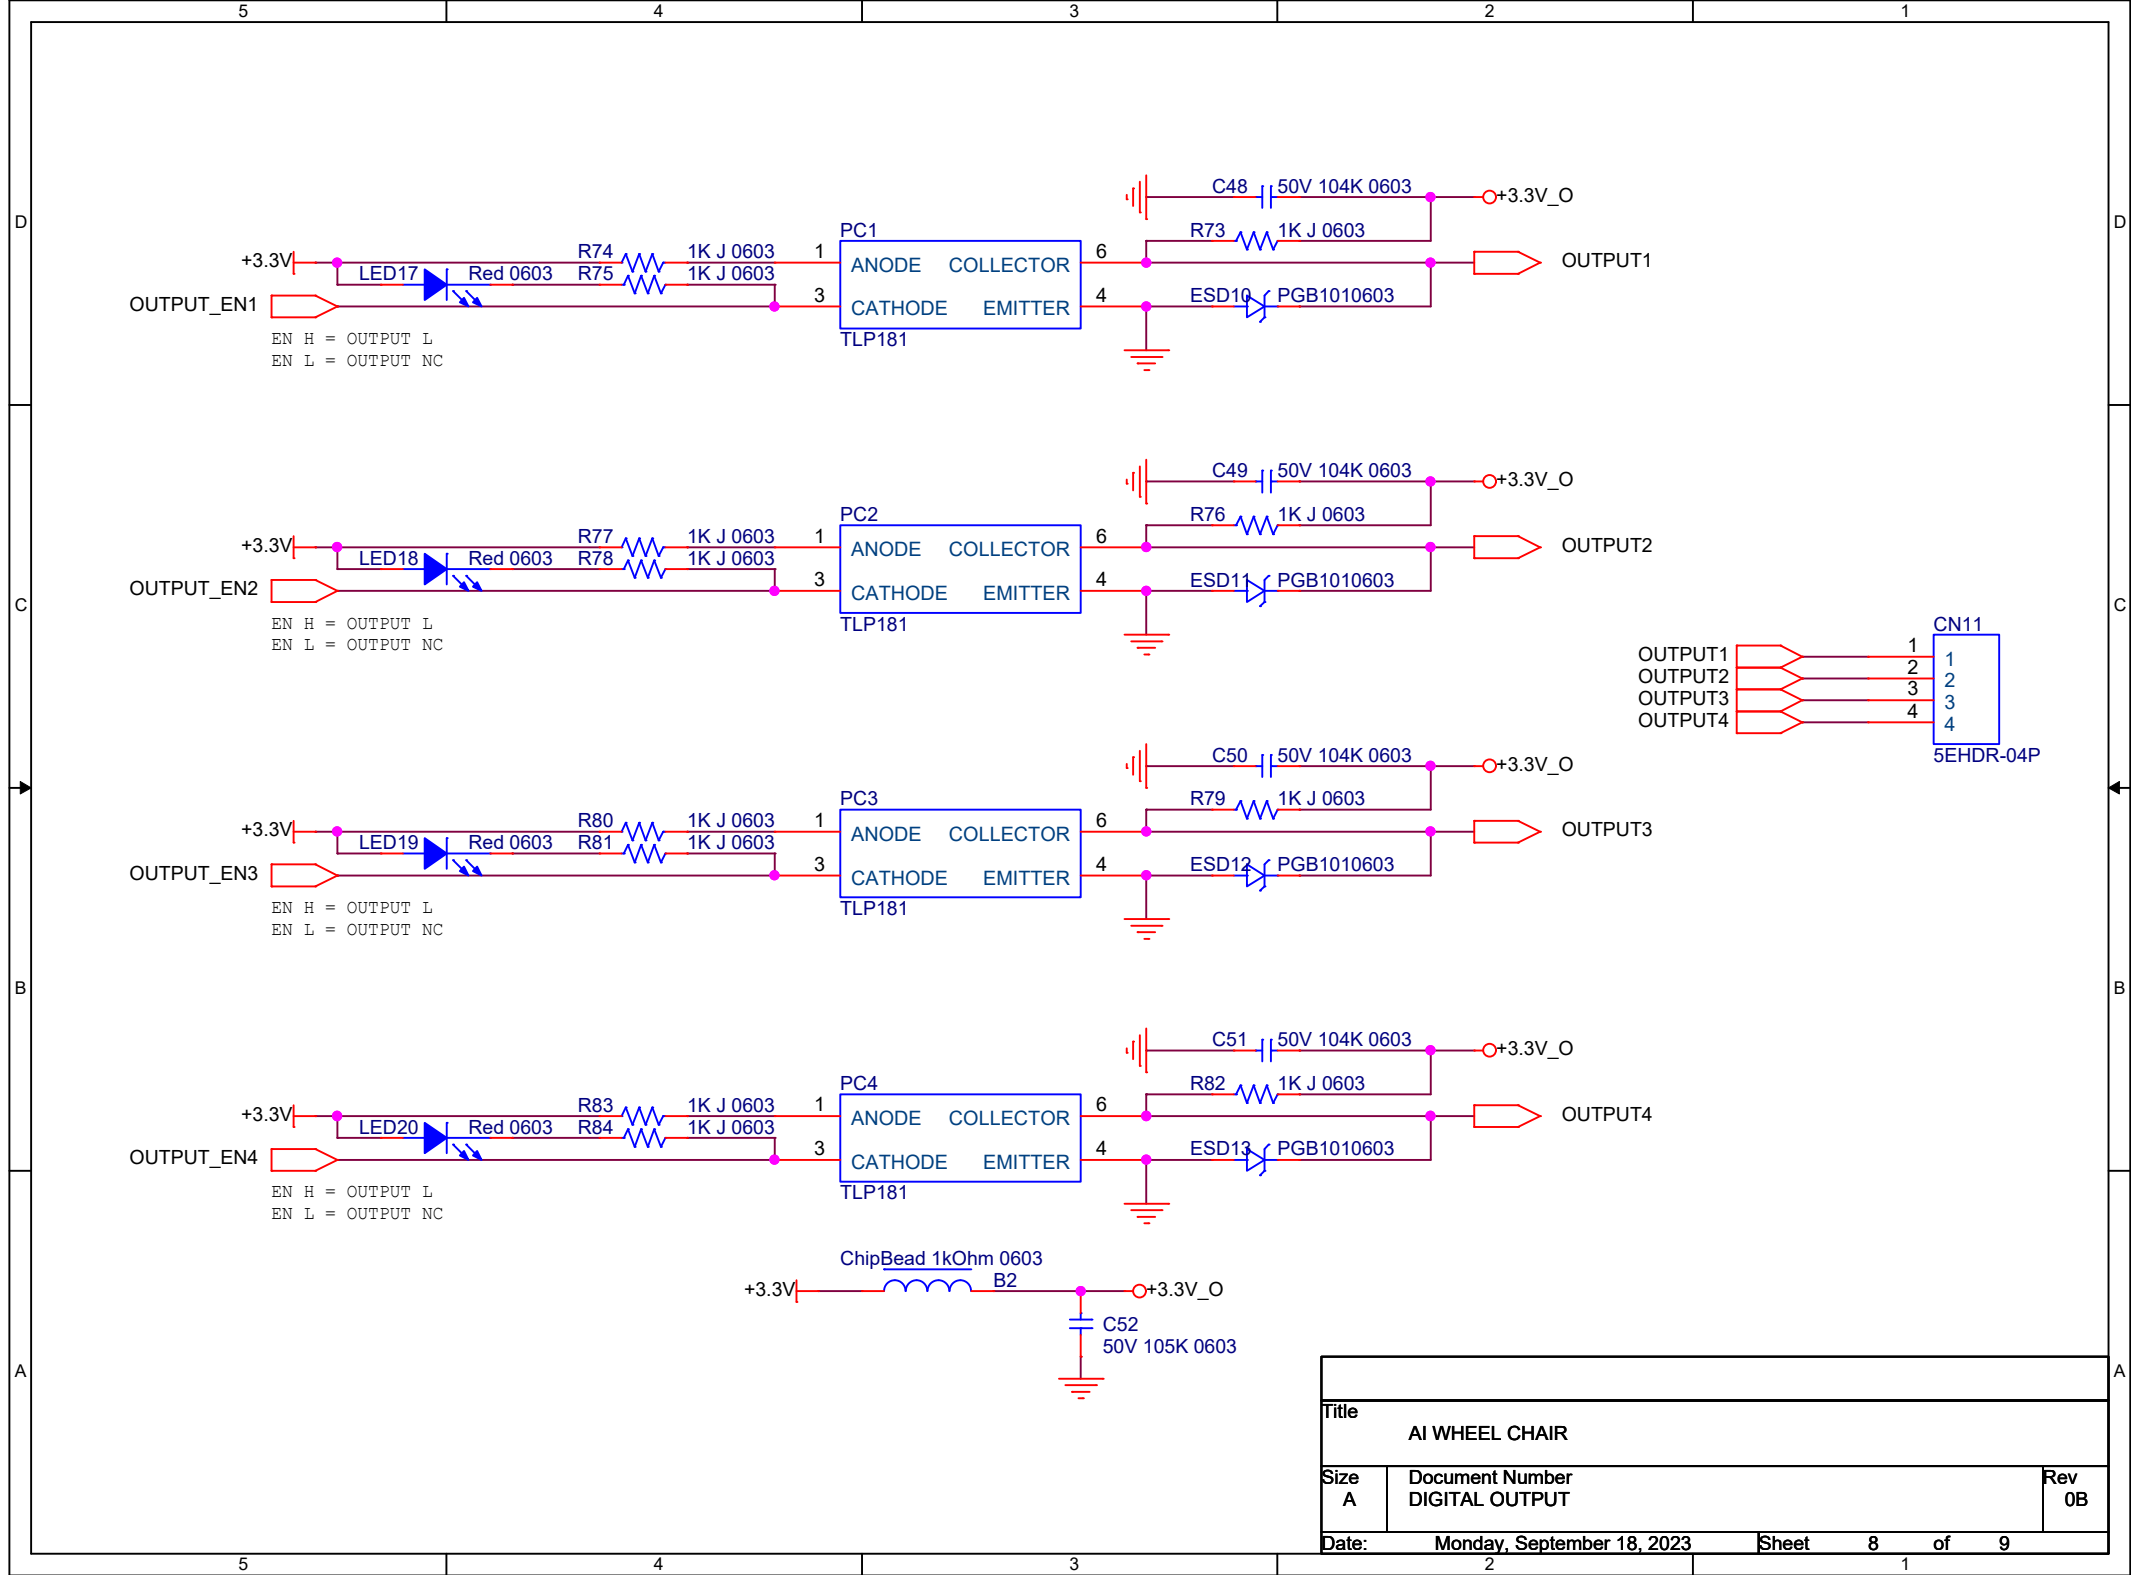 5 4 3 2 1
D D
C48 50V 104K 0603 +3.3V_O
R73 1K J 0603
PC1
+3.3V R74 1K J 0603 1 ANODE COLLECTOR 6 OUTPUT1
LED17 Red 0603 R75 1K J 0603
OUTPUT_EN1 3 CATHODE EMITTER 4 ESD10 PGB1010603
TLP181
EN H = OUTPUT L
EN L = OUTPUT NC
C49 50V 104K 0603 +3.3V_O
R76 1K J 0603
PC2
+3.3V R77 1K J 0603 1 ANODE COLLECTOR 6 OUTPUT2
LED18 Red 0603 R78 1K J 0603
OUTPUT_EN2 3 CATHODE EMITTER 4 ESD11 PGB1010603
TLP181
EN H = OUTPUT L
EN L = OUTPUT NC
C C
CN11
OUTPUT1 1 1
OUTPUT2 2 2
OUTPUT3 3 3
OUTPUT4 4 4
5EHDR-04P
C50 50V 104K 0603 +3.3V_O
R79 1K J 0603
PC3
+3.3V R80 1K J 0603 1 ANODE COLLECTOR 6 OUTPUT3
LED19 Red 0603 R81 1K J 0603
OUTPUT_EN3 3 CATHODE EMITTER 4 ESD12 PGB1010603
TLP181
EN H = OUTPUT L
EN L = OUTPUT NC
B B
C51 50V 104K 0603 +3.3V_O
R82 1K J 0603
PC4
+3.3V R83 1K J 0603 1 ANODE COLLECTOR 6 OUTPUT4
LED20 Red 0603 R84 1K J 0603
OUTPUT_EN4 3 CATHODE EMITTER 4 ESD13 PGB1010603
TLP181
EN H = OUTPUT L
EN L = OUTPUT NC
ChipBead 1kOhm 0603
+3.3V B2 +3.3V_O
C52
50V 105K 0603
A A
Title
AI WHEEL CHAIR
Size Document Number Rev
A DIGITAL OUTPUT 0B
Date: Monday, September 18, 2023 Sheet 8 of 9
5 4 3 2 1